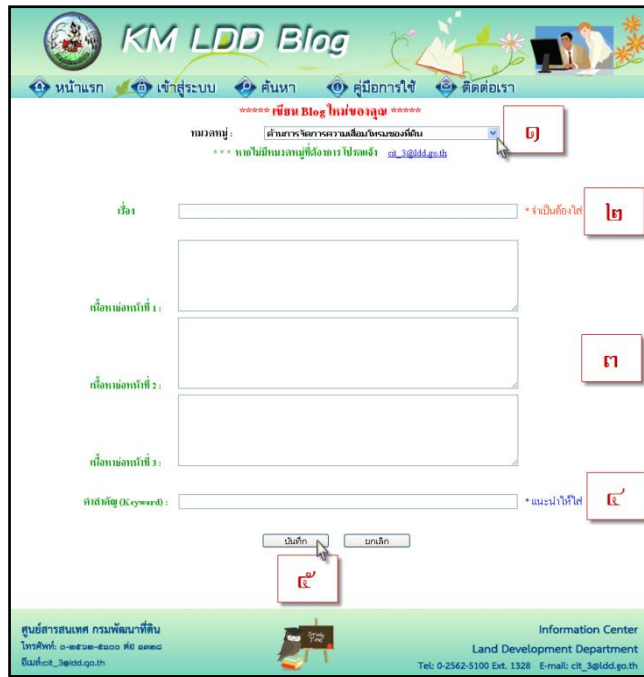 KM LDD Blog
หน้าแรก เข้าสู่ระบบ ค้นหา คู่มือการใช้ ติดต่อเรา
***** เขียน Blog ใหม่ของคุณ *****
หมวดหมู่ : ด้านการจัดการความเสื่อมโทรมของที่ดิน ๑
* * * หากไม่มีหมวดหมู่ที่ต้องการ โปรดแจ้ง cit_3@ldd.go.th
เรื่อง * จำเป็นต้องใส่ ๒
เนื้อหาย่อหน้าที่ 1 :
๓
เนื้อหาย่อหน้าที่ 2 :
เนื้อหาย่อหน้าที่ 3 :
คำสำคัญ (Keyword) : * แนะนำให้ใส่ ๔
บันทึก ยกเลิก
๕
ศูนย์สารสนเทศ กรมพัฒนาที่ดิน
โทรศัพท์: ๐-๒๕๖๒-๕๑๐๐ ต่อ ๑๓๒๘
อีเมล์:cit_3@ldd.go.th
Study Time
Information Center
Land Development Department
Tel: 0-2562-5100 Ext. 1328 E-mail: cit_3@ldd.go.th